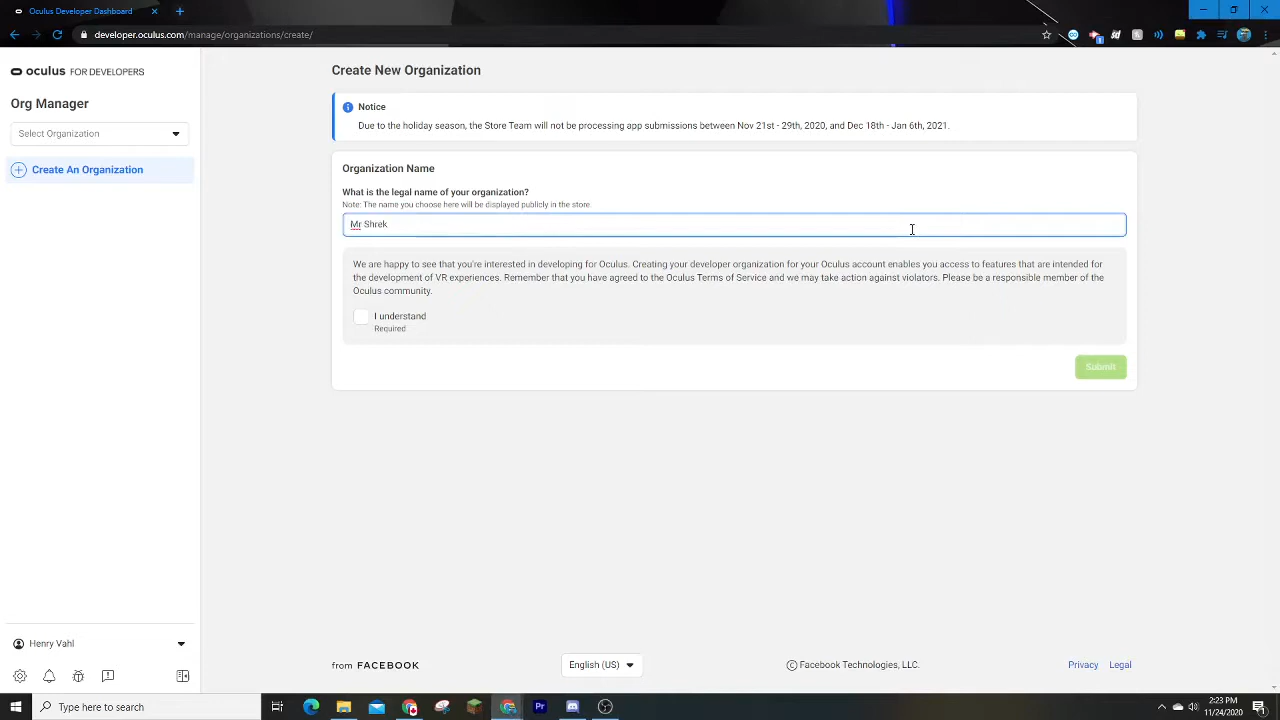 Oculus Developer Dashboard
developer.oculus.com/manage/organizations/create/
oculus FOR DEVELOPERS
Org Manager
Select Organization
Create An Organization
Create New Organization
Notice
Due to the holiday season, the Store Team will not be processing app submissions between Nov 21st - 29th, 2020, and Dec 18th - Jan 6th, 2021.
Organization Name
What is the legal name of your organization?
Note: The name you choose here will be displayed publicly in the store.
Mr Shrek
We are happy to see that you're interested in developing for Oculus. Creating your developer organization for your Oculus account enables you access to features that are intended for
the development of VR experiences. Remember that you have agreed to the Oculus Terms of Service and we may take action against violators. Please be a responsible member of the
Oculus community.
I understand
Required
Submit
Henry Vahl
from FACEBOOK
English (US)
© Facebook Technologies, LLC.
Privacy Legal
Type here to search
2:23 PM
11/24/2020